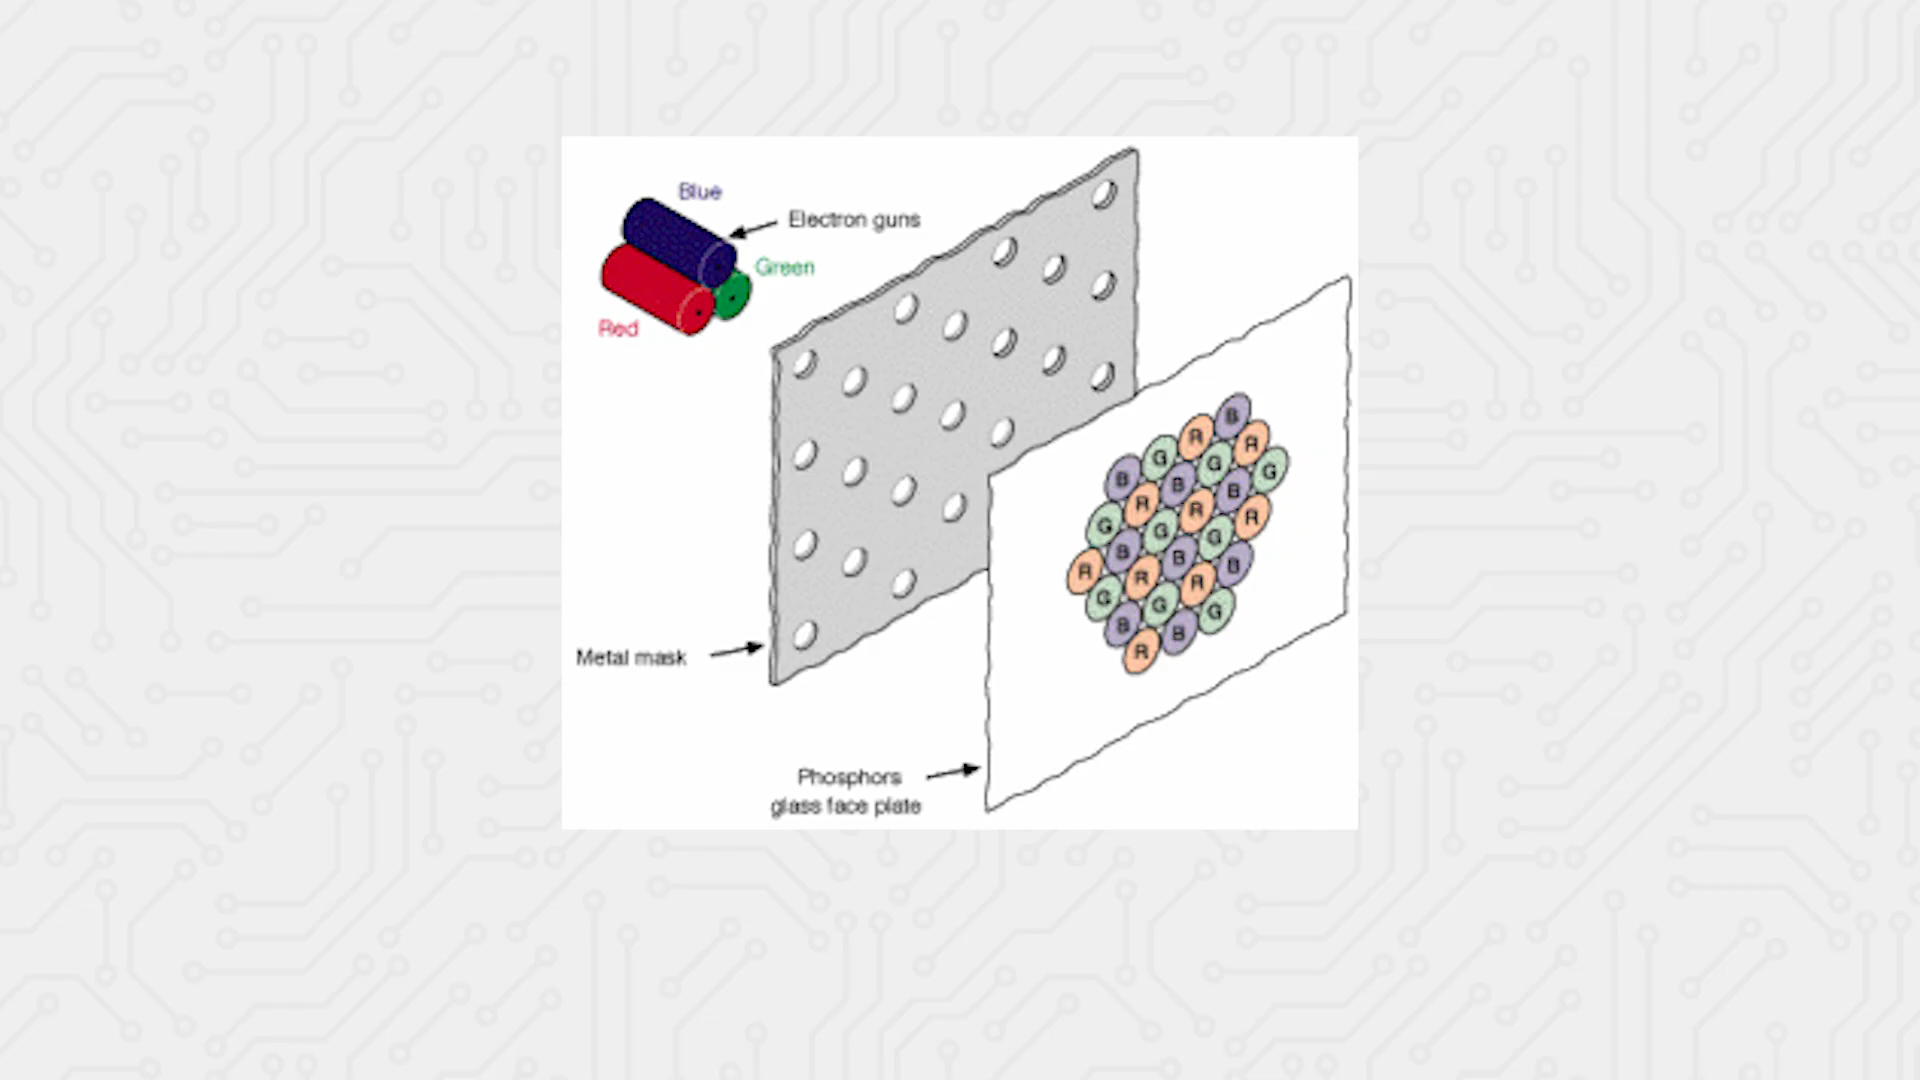 Blue
Electron guns
Green
Red
B
R R
G G G
B B B
R R R
G G G
B B B
R R R
G G G
B B
R
Metal mask
Phosphors
glass face plate